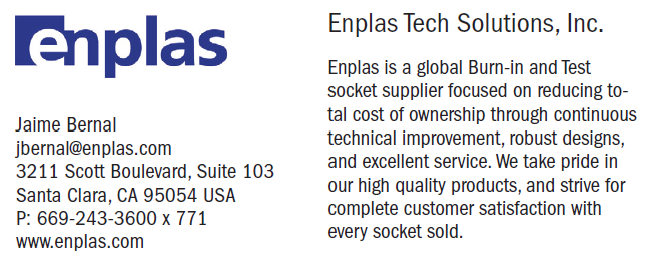 enplas
Jaime Bernal
jbernal@enplas.com
3211 Scott Boulevard, Suite 103
Santa Clara, CA 95054 USA
P: 669-243-3600 x 771
www.enplas.com
Enplas Tech Solutions, Inc.
Enplas is a global Burn-in and Test
socket supplier focused on reducing to-
tal cost of ownership through continuous
technical improvement, robust designs,
and excellent service. We take pride in
our high quality products, and strive for
complete customer satisfaction with
every socket sold.